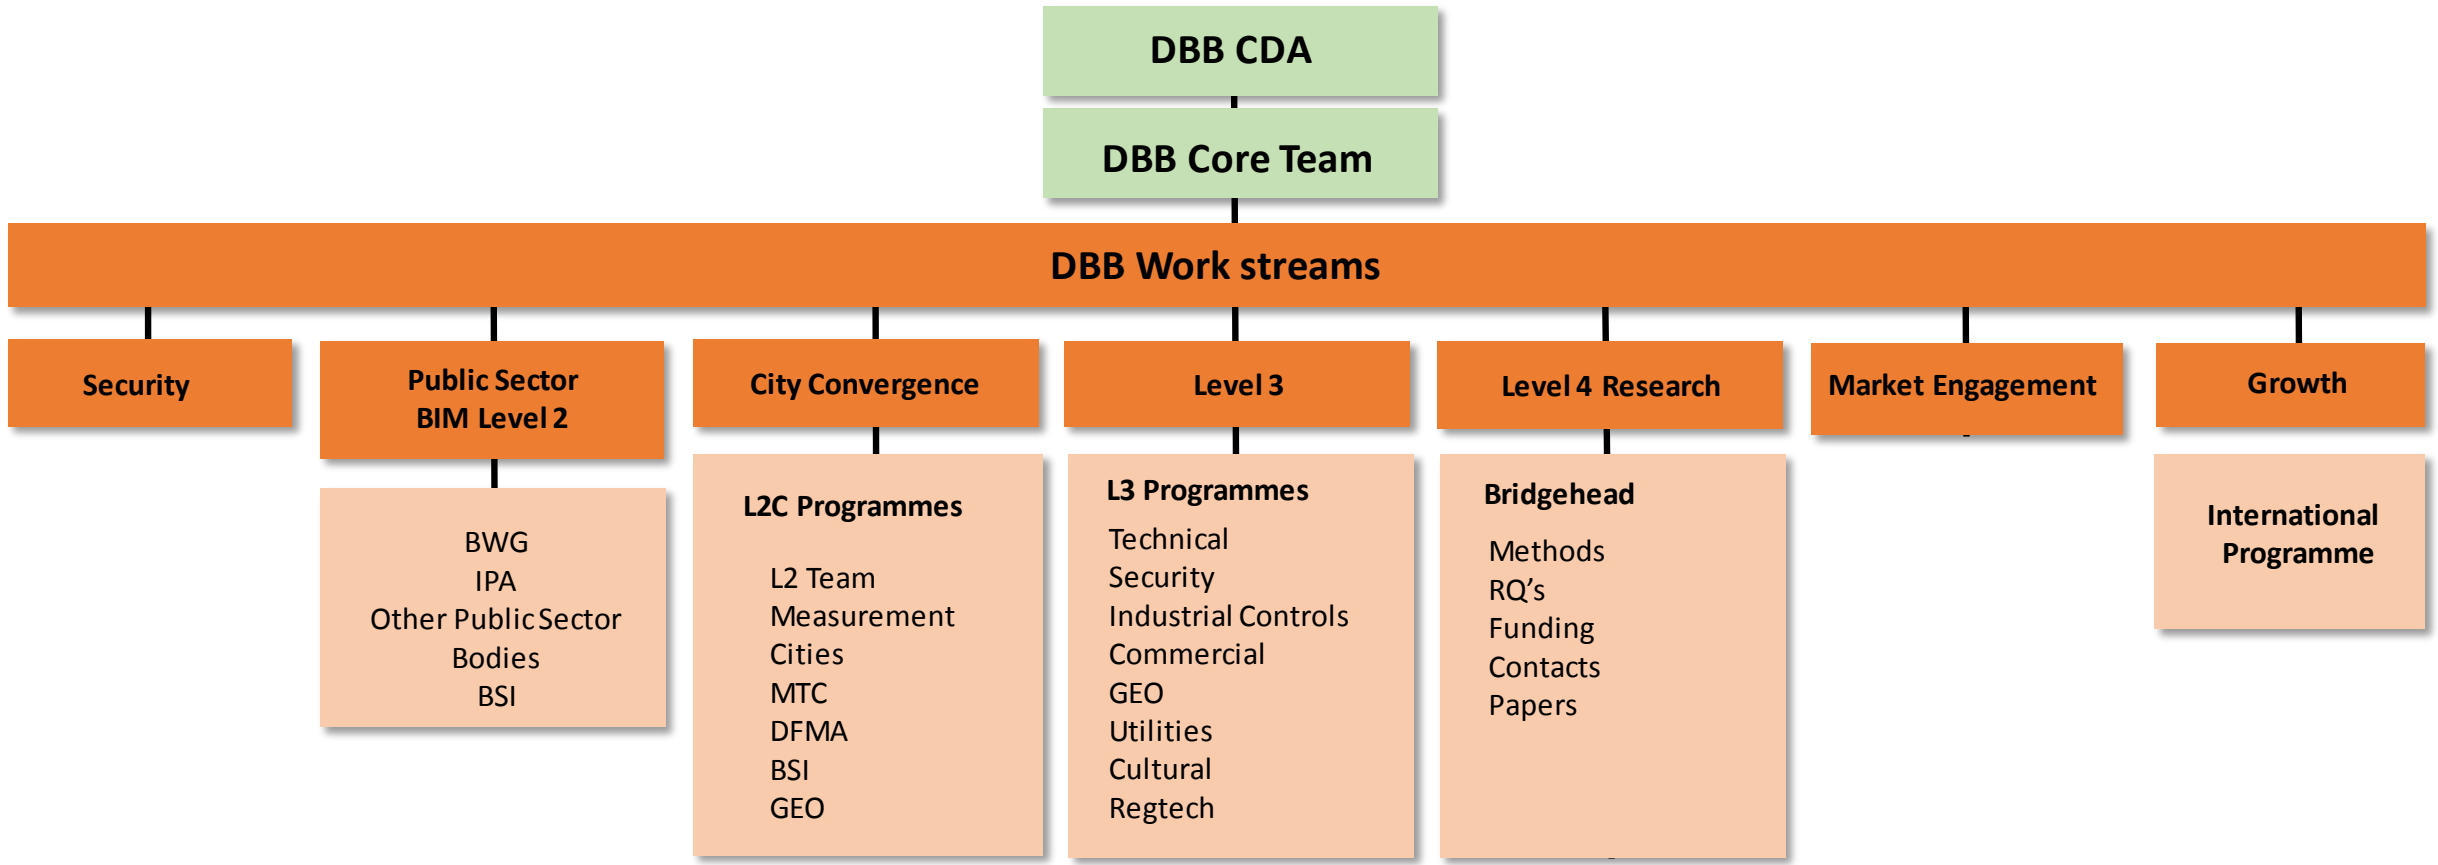 DBB CDA
DBB Core Team
DBB Work streams
Security
Public Sector
BIM Level 2
City Convergence
Level 3
Level 4 Research
Market Engagement
Growth
BWG
IPA
Other Public Sector
Bodies
BSI
L2C Programmes
L2 Team
Measurement
Cities
MTC
DFMA
BSI
GEO
L3 Programmes
Technical
Security
Industrial Controls
Commercial
GEO
Utilities
Cultural
Regtech
Bridgehead
Methods
RQ’s
Funding
Contacts
Papers
International
Programme